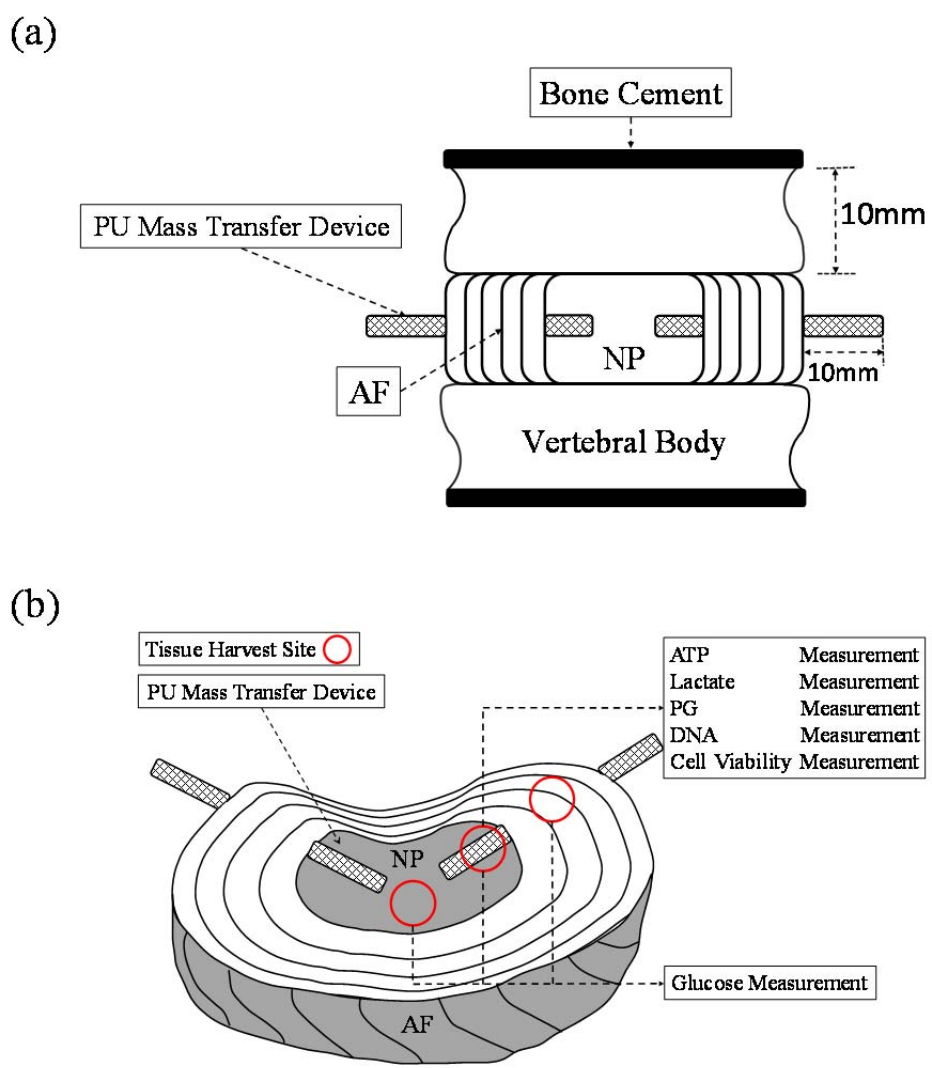 (a)
Bone Cement
PU Mass Transfer Device
10mm
NP
10mm
AF
Vertebral Body
(b)
Tissue Harvest Site
PU Mass Transfer Device
ATP Measurement
Lactate Measurement
PG Measurement
DNA Measurement
Cell Viability Measurement
NP
Glucose Measurement
AF